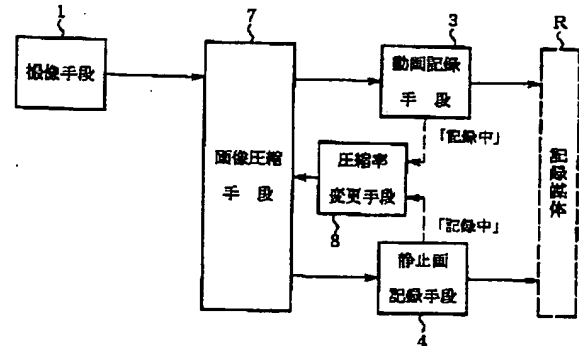 1
撮像手段
7
画像圧縮
手　段
3
動画記録
手　段
「記録中」
圧縮率
変更手段
8
「記録中」
静止画
記録手段
4
R
記録媒体